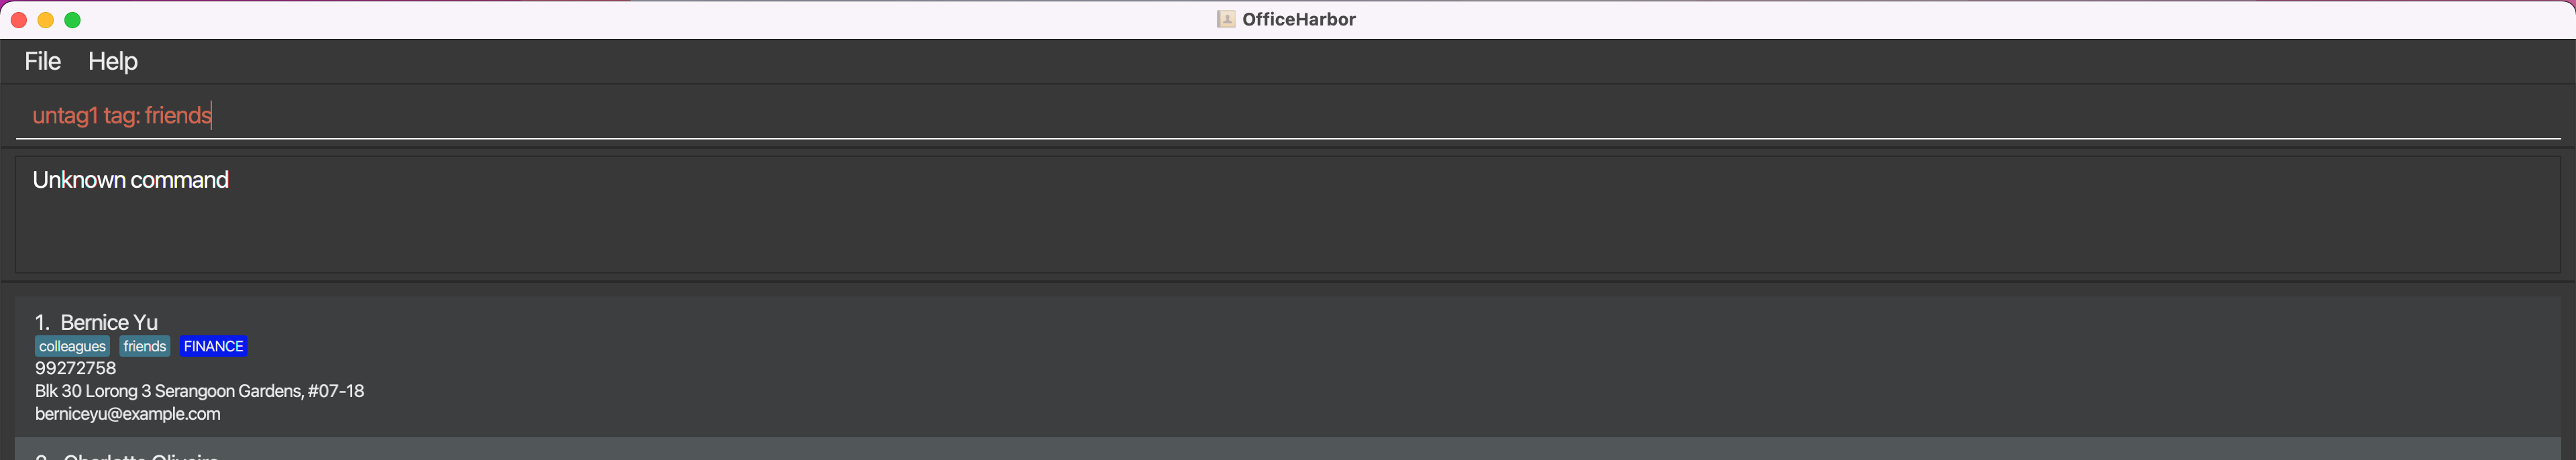 OfficeHarbor
File Help
untag1 tag: friends
Unknown command
1. Bernice Yu
colleagues friends FINANCE
99272758
Blk 30 Lorong 3 Serangoon Gardens, #07-18
berniceyu@example.com